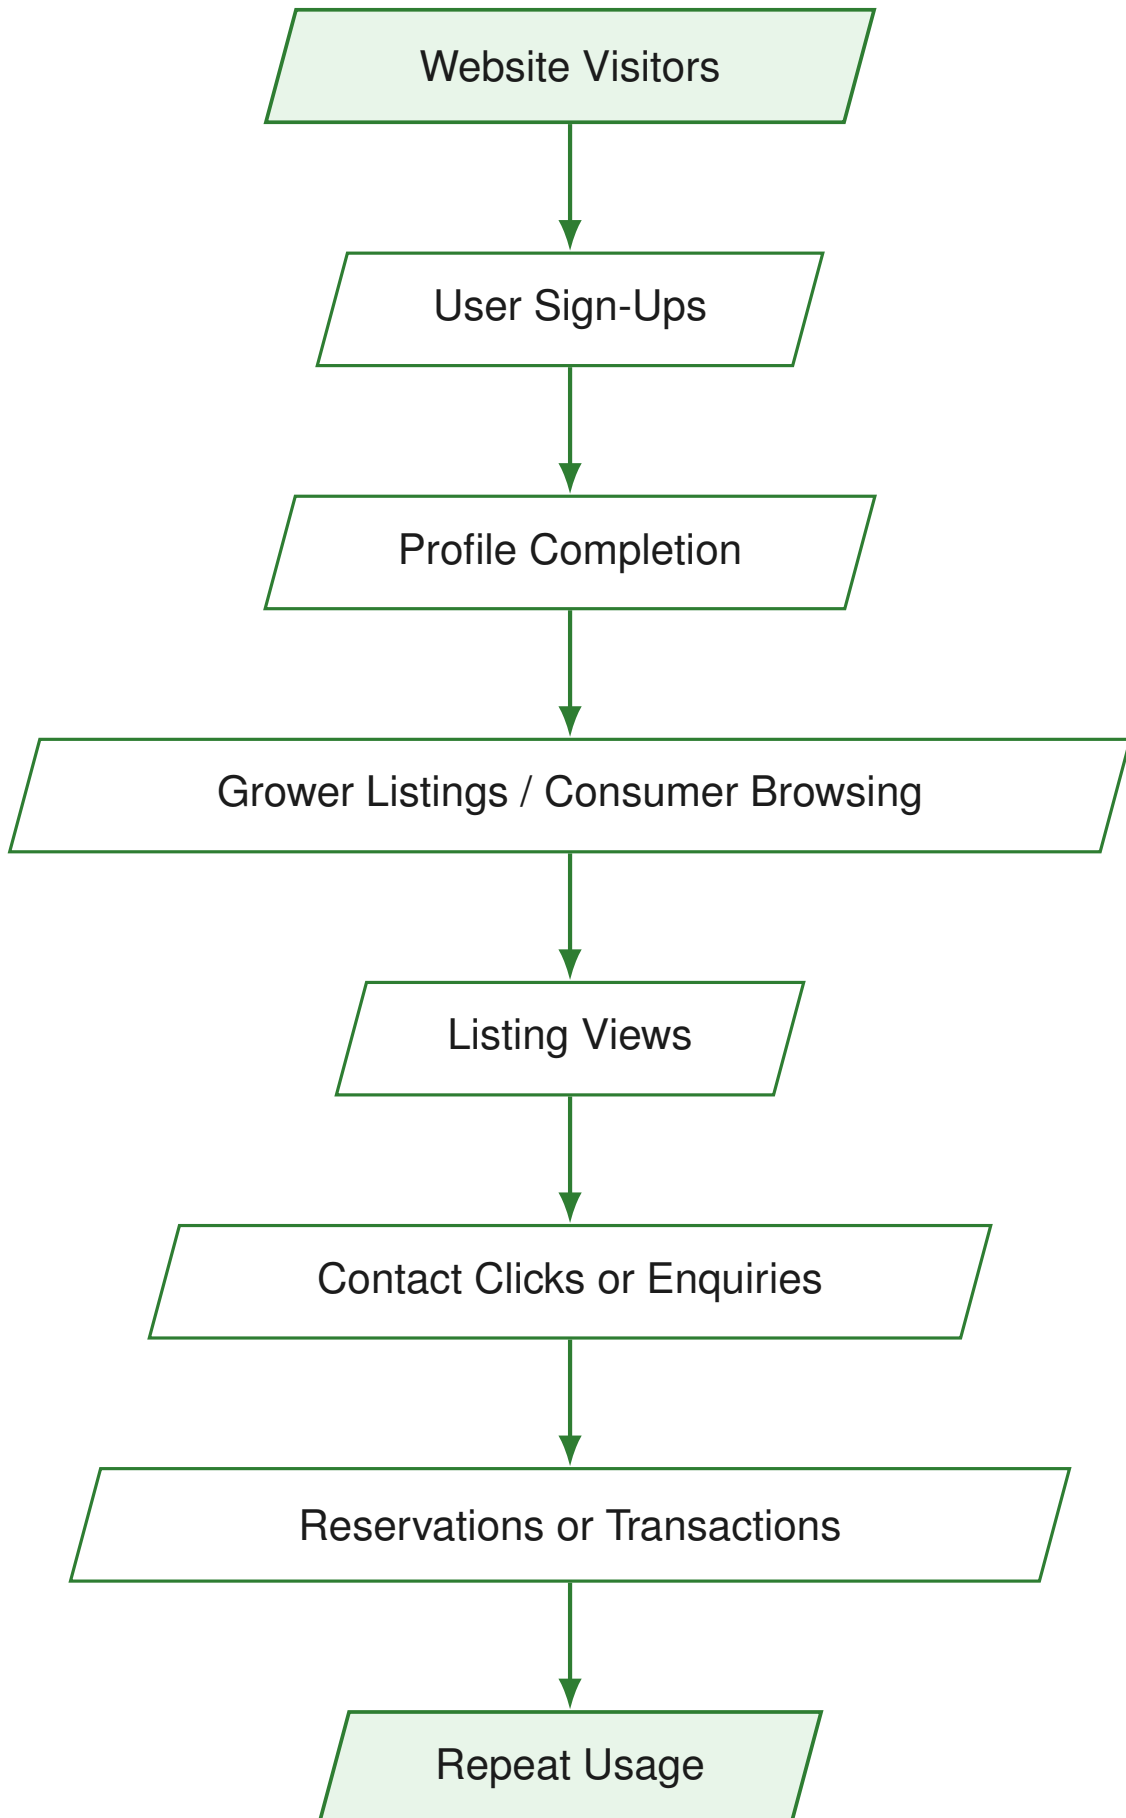 Website Visitors
User Sign-Ups
Profile Completion
Grower Listings / Consumer Browsing
Listing Views
Contact Clicks or Enquiries
Reservations or Transactions
Repeat Usage